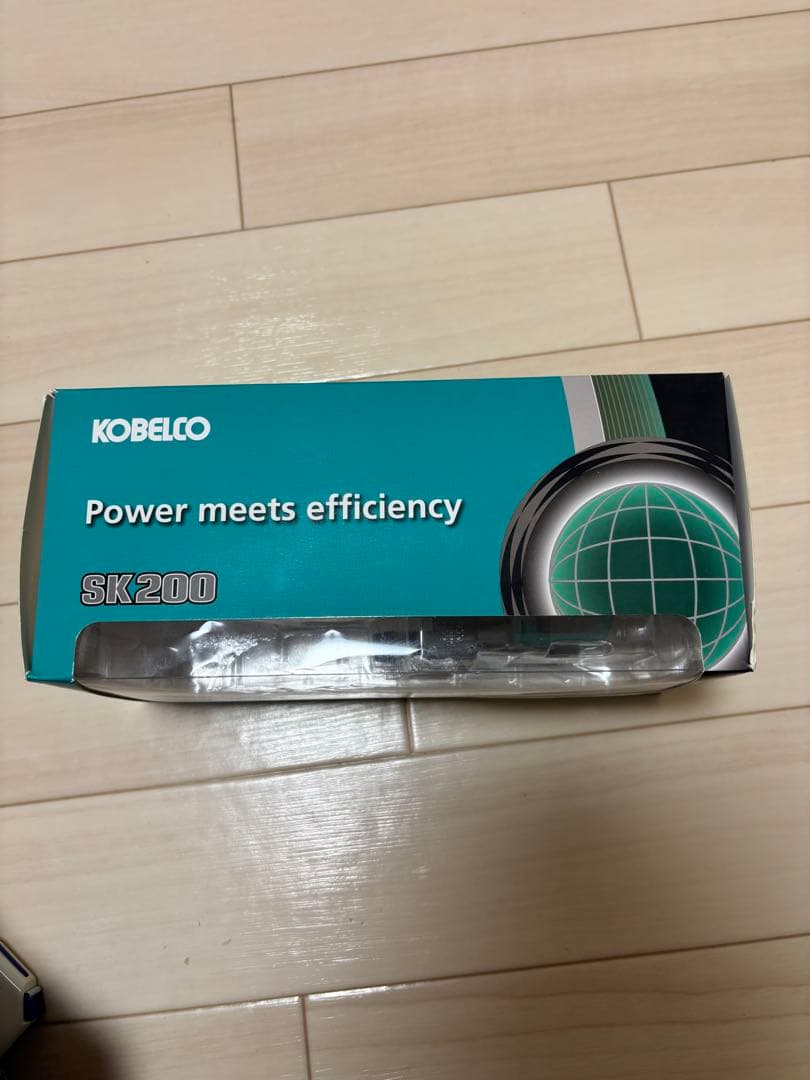 KOBELCO
Power meets efficiency
SK200